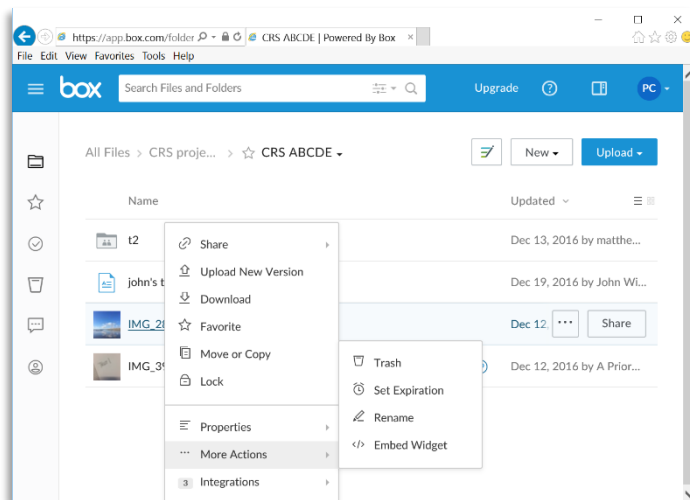 https://app.box.com/folder
CRS ABCDE | Powered By Box
File Edit View Favorites Tools Help
box
Search Files and Folders
Upgrade
PC
All Files > CRS proje... > CRS ABCDE
New
Upload
Name
Updated
t2
Dec 13, 2016 by matthe...
john's t
Dec 19, 2016 by John Wi...
IMG_28
Dec 12,
Share
IMG_39
Dec 12, 2016 by A Prior...
Share
Upload New Version
Download
Favorite
Move or Copy
Lock
Properties
More Actions
3 Integrations
Trash
Set Expiration
Rename
Embed Widget